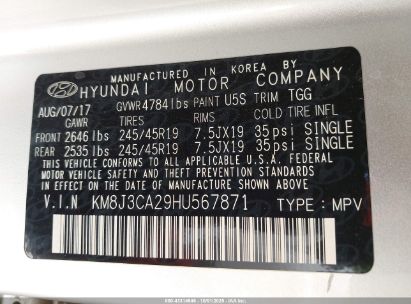 MANUFACTURED IN KOREA BY
HYUNDAI MOTOR COMPANY
AUG/07/17 GVWR 4784lbs PAINT U5S TRIM TGG
GAWR TIRES RIMS COLD TIRE INFL
FRONT 2646 lbs 245/45R19 7.5JX19 35psi SINGLE
REAR 2535 lbs 245/45R19 7.5JX19 35psi SINGLE
THIS VEHICLE CONFORMS TO ALL APPLICABLE U.S. FEDERAL
MOTOR VEHICLE SAFETY BUMPER AND THEFT PREVENTION STANDARDS
IN EFFECT ON THE DATE OF MANUFACTURE SHOWN ABOVE.
V.I.N KM8J3CA29HU567871 TYPE : MPV